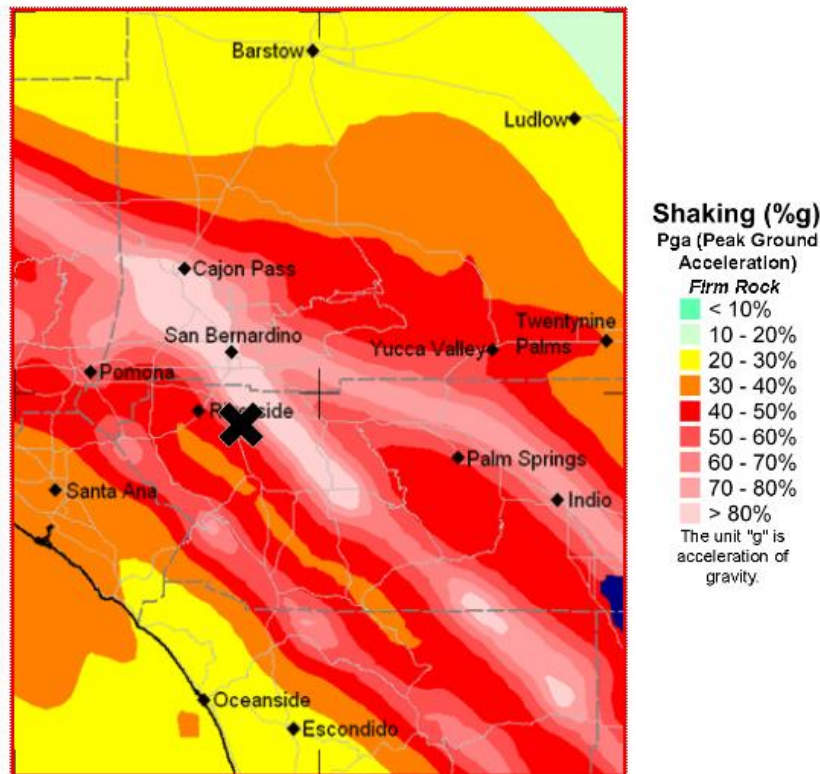 Barstow
Ludlow
Cajon Pass
San Bernardino
Yucca Valley
Twentynine
Palms
Pomona
Palm Springs
Santa Ana
Indio
Oceanside
Escondido
Shaking (%g)
Pga (Peak Ground
Acceleration)
Firm Rock
< 10%
10 - 20%
20 - 30%
30 - 40%
40 - 50%
50 - 60%
60 - 70%
70 - 80%
> 80%
The unit "g" is
acceleration of
gravity.